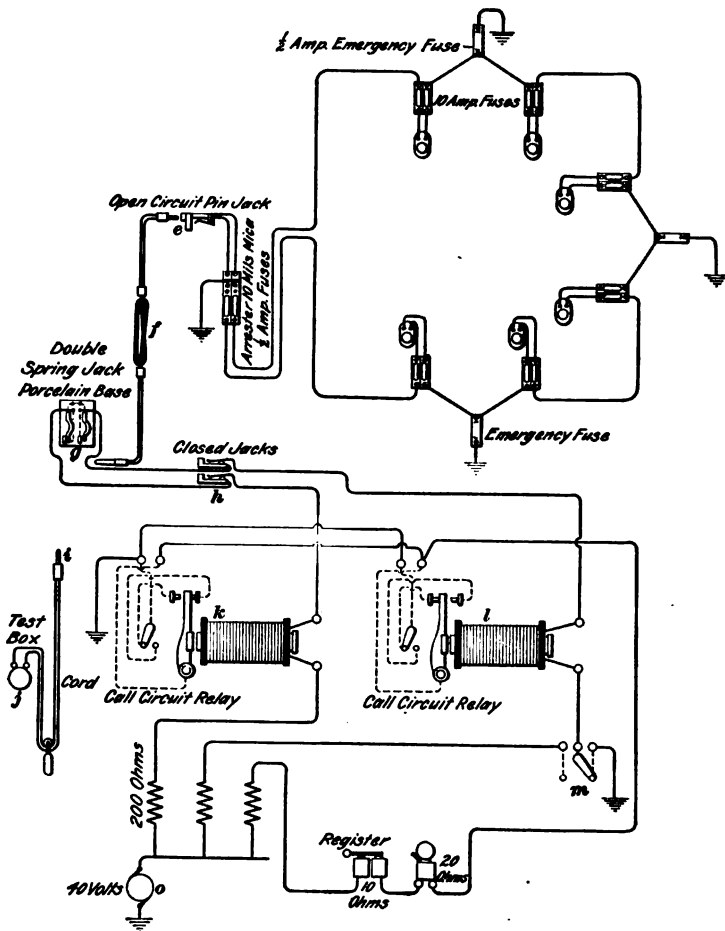 ½ Amp. Emergency Fuse
10 Amp. Fuses
Open Circuit Pin Jack
e
Arrester 10 Mils Mica
½ Amp. Fuses
f
Double
Spring Jack
Porcelain Base
g
Closed Jacks
h
Emergency Fuse
i
Test
Box
j
Cord
k
Call Circuit Relay
l
Call Circuit Relay
200 Ohms
m
Register
10
Ohms
20
Ohms
40 Volts
o